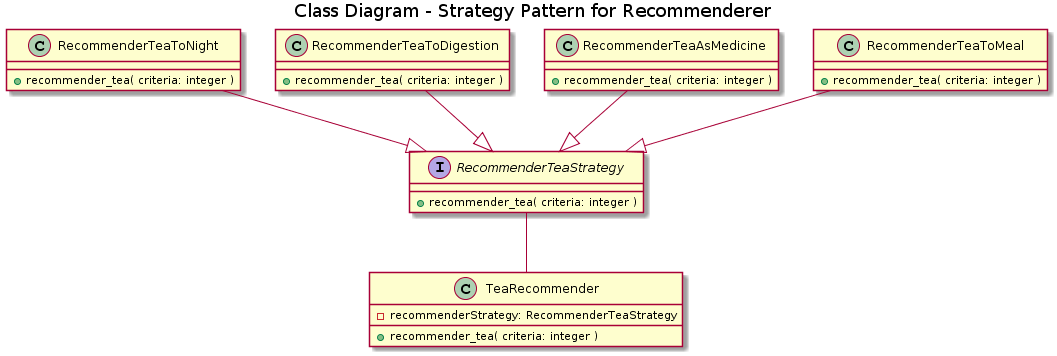 Class Diagram - Strategy Pattern for Recommenderer
C RecommenderTeaToNight
recommender_tea( criteria: integer )
C RecommenderTeaToDigestion
recommender_tea( criteria: integer )
C RecommenderTeaAsMedicine
recommender_tea( criteria: integer )
C RecommenderTeaToMeal
recommender_tea( criteria: integer )
I RecommenderTeaStrategy
recommender_tea( criteria: integer )
C TeaRecommender
recommenderStrategy: RecommenderTeaStrategy
recommender_tea( criteria: integer )